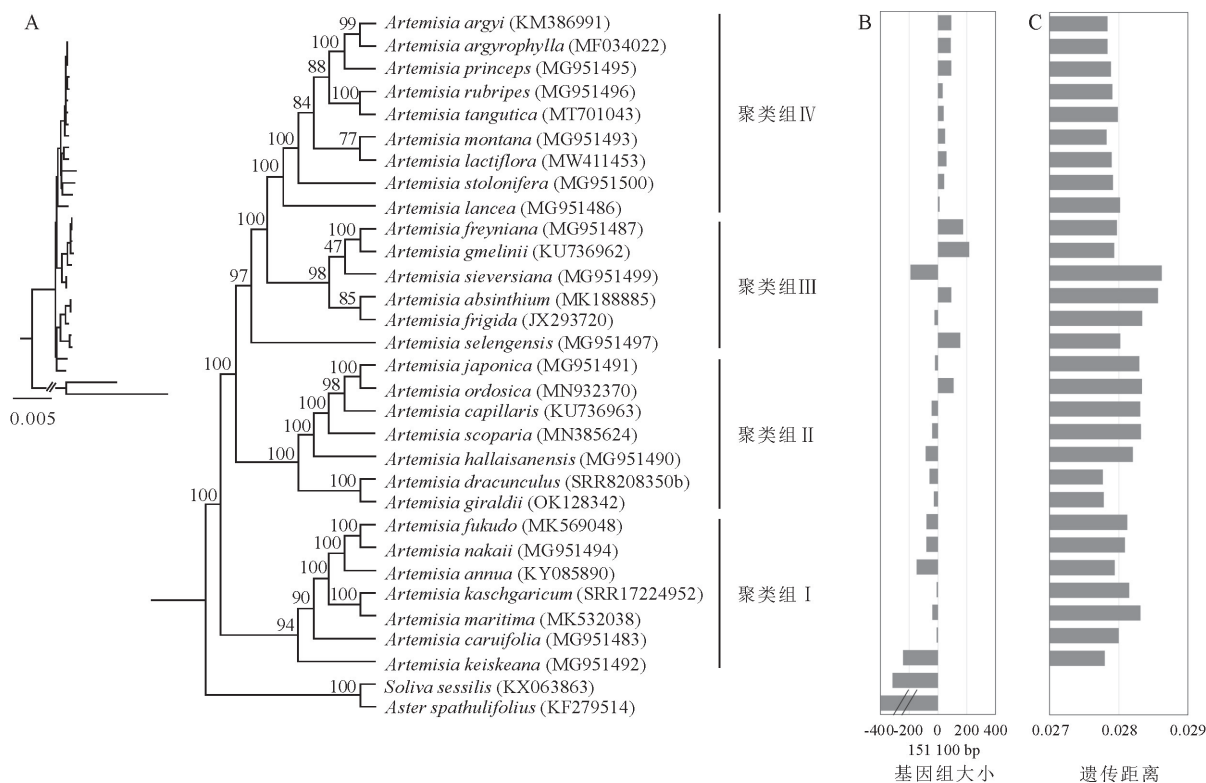 A
B
C
99
Artemisia argyi (KM386991)
100
Artemisia argyrophylla (MF034022)
88
Artemisia princeps (MG951495)
100
Artemisia rubripes (MG951496)
84
Artemisia tangutica (MT701043)
聚类组Ⅳ
77
Artemisia montana (MG951493)
100
Artemisia lactiflora (MW411453)
100
Artemisia stolonifera (MG951500)
Artemisia lancea (MG951486)
100
100
Artemisia freyniana (MG951487)
47
Artemisia gmelinii (KU736962)
97
98
Artemisia sieversiana (MG951499)
聚类组Ⅲ
85
Artemisia absinthium (MK188885)
Artemisia frigida (JX293720)
Artemisia selengensis (MG951497)
100
100
Artemisia japonica (MG951491)
98
Artemisia ordosica (MN932370)
100
Artemisia capillaris (KU736963)
100
Artemisia scoparia (MN385624)
聚类组Ⅱ
100
Artemisia hallaisanensis (MG951490)
100
Artemisia dracunculus (SRR8208350b)
100
Artemisia giraldii (OK128342)
100
Artemisia fukudo (MK569048)
100
Artemisia nakaii (MG951494)
100
Artemisia annua (KY085890)
100
Artemisia kaschgaricum (SRR17224952)
聚类组Ⅰ
90
Artemisia maritima (MK532038)
94
Artemisia caruifolia (MG951483)
Artemisia keiskeana (MG951492)
100
Soliva sessilis (KX063863)
Aster spathulifolius (KF279514)
0.005
-400-200 0 200 400
151 100 bp
基因组大小
0.027 0.028 0.029
遗传距离